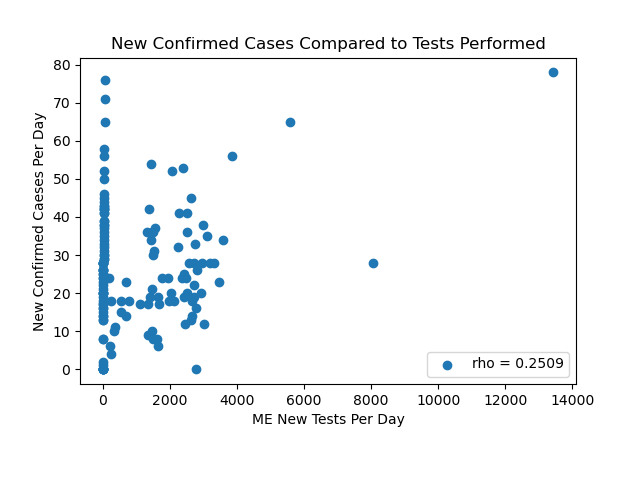 New Confirmed Cases Compared to Tests Performed
New Confirmed Caeses Per Day
80
70
60
50
40
30
20
10
0
rho = 0.2509
0 2000 4000 6000 8000 10000 12000 14000
ME New Tests Per Day